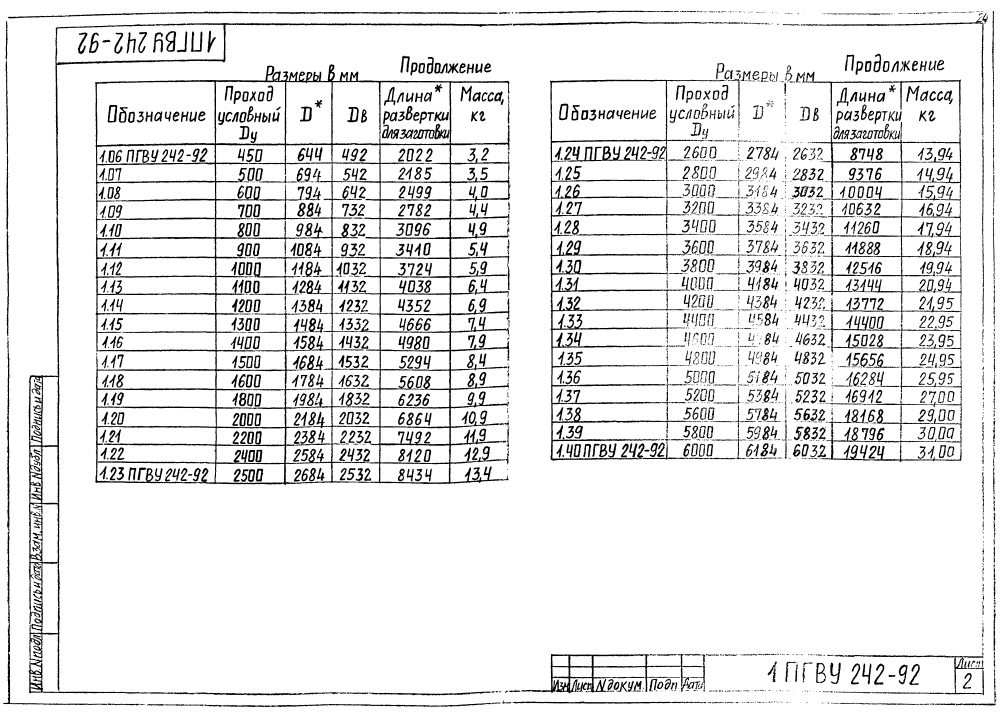 24
1 ПГВУ 242-92
Размеры в мм Продолжение
Обозначение Проход условный Dу D* Dв Длина* развертки для заготовки Масса, кг
1.06 ПГВУ 242-92 450 644 492 2022 3,2
1.07 500 694 542 2185 3,5
1.08 600 794 642 2499 4,0
1.09 700 884 732 2782 4,4
1.10 800 984 832 3096 4,9
1.11 900 1084 932 3410 5,4
1.12 1000 1184 1032 3724 5,9
1.13 1100 1284 1132 4038 6,4
1.14 1200 1384 1232 4352 6,9
1.15 1300 1484 1332 4666 7,4
1.16 1400 1584 1432 4980 7,9
1.17 1500 1684 1532 5294 8,4
1.18 1600 1784 1632 5608 8,9
1.19 1800 1984 1832 6236 9,9
1.20 2000 2184 2032 6864 10,9
1.21 2200 2384 2232 7492 11,9
1.22 2400 2584 2432 8120 12,9
1.23 ПГВУ 242-92 2500 2684 2532 8434 13,4
Размеры в мм Продолжение
Обозначение Проход условный Dу D* Dв Длина* развертки для заготовки Масса, кг
1.24 ПГВУ 242-92 2600 2784 2632 8748 13,94
1.25 2800 2984 2832 9376 14,94
1.26 3000 3184 3032 10004 15,94
1.27 3200 3384 3232 10632 16,94
1.28 3400 3584 3432 11260 17,94
1.29 3600 3784 3632 11888 18,94
1.30 3800 3984 3832 12516 19,94
1.31 4000 4184 4032 13144 20,94
1.32 4200 4384 4232 13772 21,95
1.33 4400 4584 4432 14400 22,95
1.34 4600 4784 4632 15028 23,95
1.35 4800 4984 4832 15656 24,95
1.36 5000 5184 5032 16284 25,95
1.37 5200 5384 5232 16912 27,00
1.38 5600 5784 5632 18168 29,00
1.39 5800 5984 5832 18796 30,00
1.40 ПГВУ 242-92 6000 6184 6032 19424 31,00
Инв. N подл. Подпись и дата Взам. инв. N Инв. N дубл. Подпись и дата
Изм Лист N докум. Подп Дата
1 ПГВУ 242-92
Лист
2